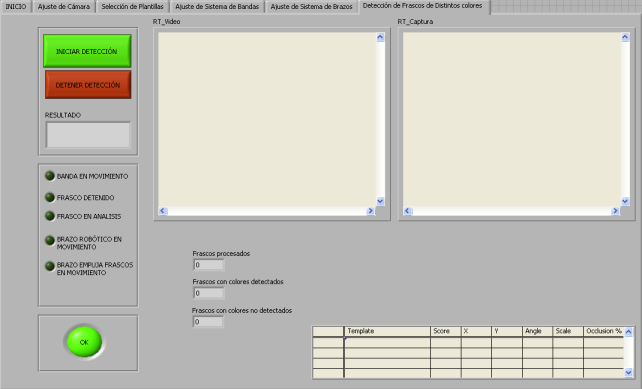 INICIO
Ajuste de Cámara
Selección de Plantillas
Ajuste de Sistema de Bandas
Ajuste de Sistema de Brazos
Detección de Frascos de Distintos colores
RT_Video
RT_Captura
INICIAR DETECCIÓN
DETENER DETECCIÓN
RESULTADO
BANDA EN MOVIMIENTO
FRASCO DETENIDO
FRASCO EN ANALISIS
BRAZO ROBÓTICO EN
MOVIMIENTO
BRAZO EMPUJA FRASCOS
EN MOVIMIENTO
OK
Frascos procesados
0
Frascos con colores detectados
0
Frascos con colores no detectados
0
Template Score X Y Angle Scale Occlusion %